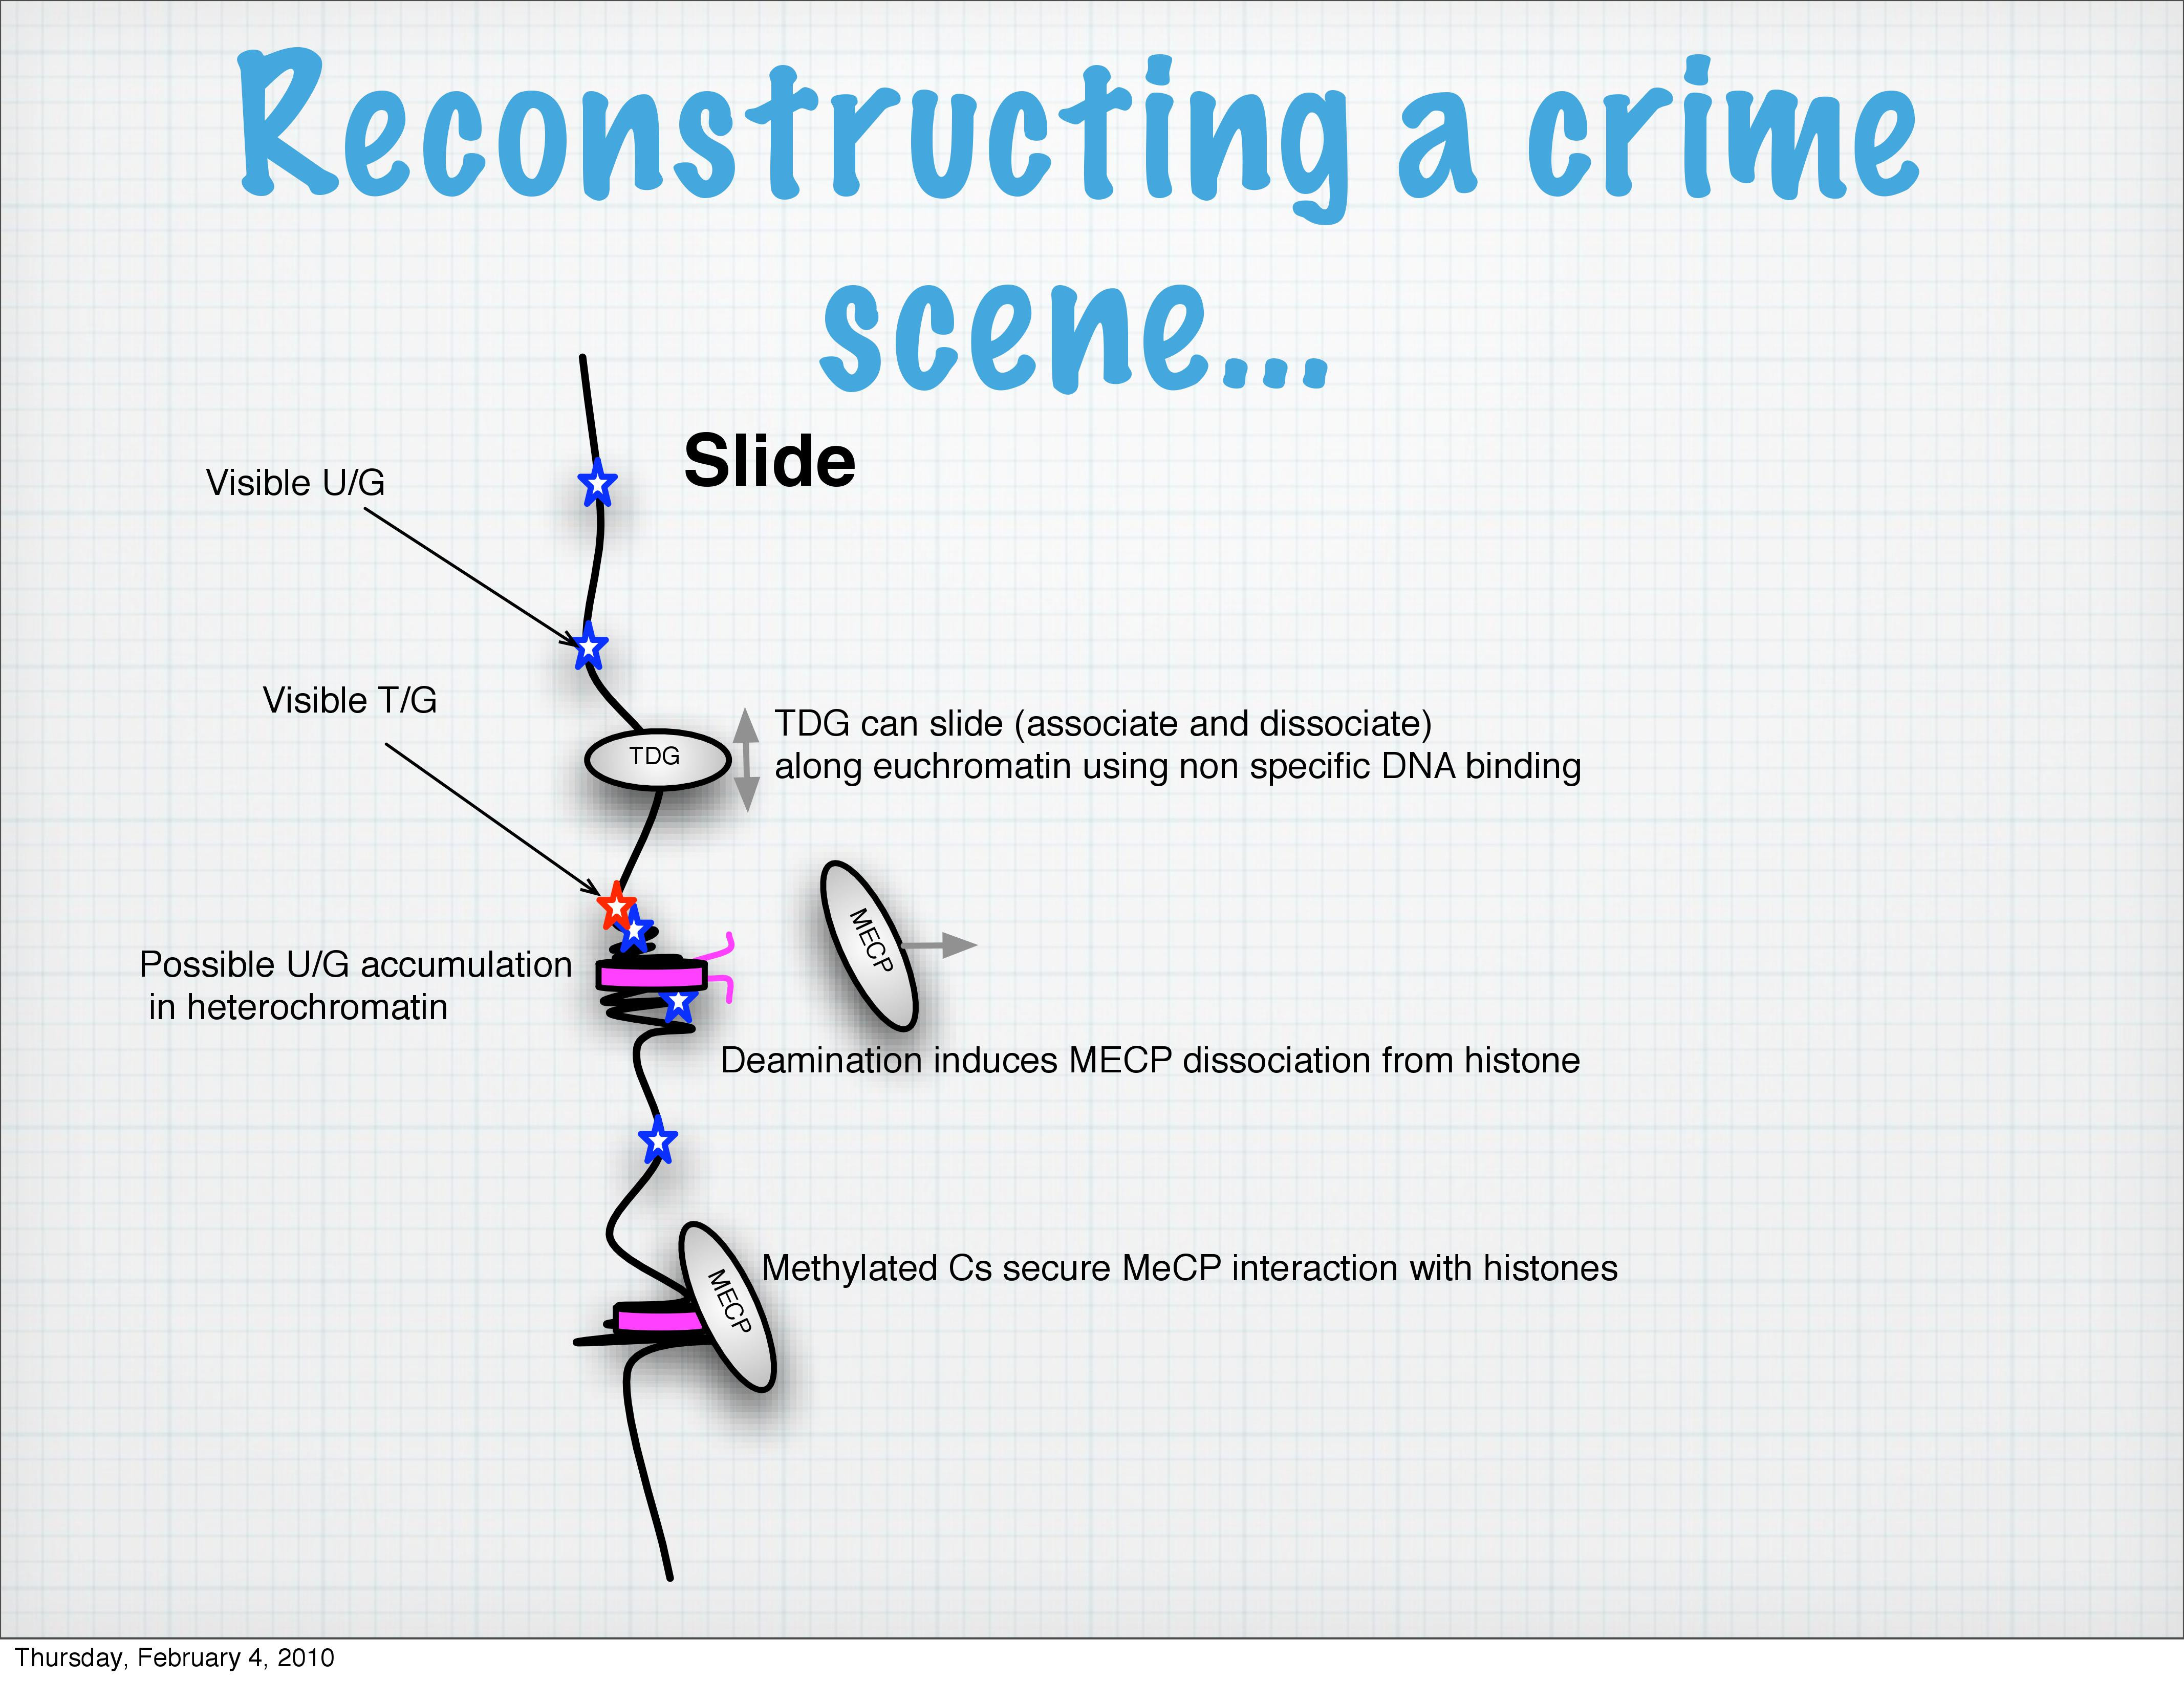 Reconstructing a crime
scene...
Slide
Visible U/G
Visible T/G
TDG
TDG can slide (associate and dissociate)
along euchromatin using non specific DNA binding
MECP
Possible U/G accumulation
in heterochromatin
Deamination induces MECP dissociation from histone
Methylated Cs secure MeCP interaction with histones
MECP
Thursday, February 4, 2010